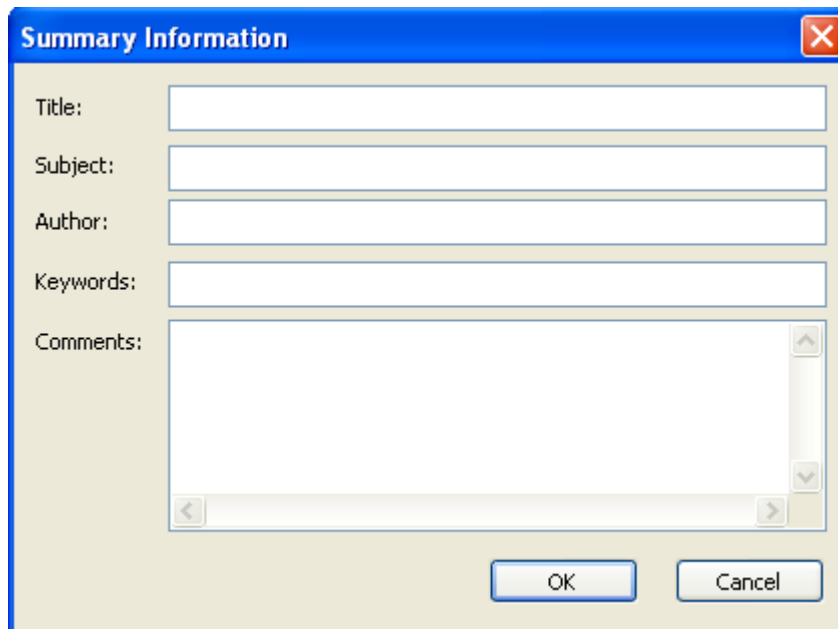 Summary Information
Title:
Subject:
Author:
Keywords:
Comments:
OK
Cancel